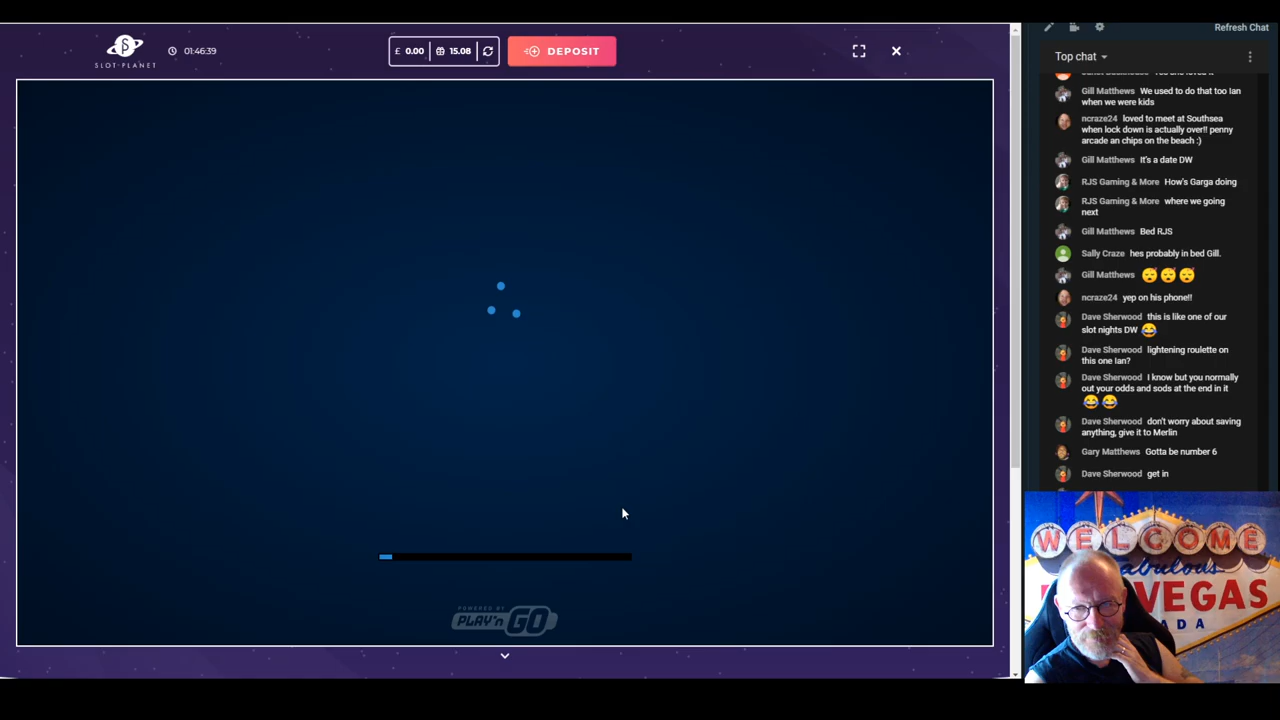 SLOT PLANET
01:46:39
£ 0.00
15.08
DEPOSIT
POWERED BY
PLAY'n GO
Refresh Chat
Top chat
Gill Matthews We used to do that too Ian
when we were kids
ncraze24 loved to meet at Southsea
when lock down is actually over!! penny
arcade an chips on the beach :)
Gill Matthews It's a date DW
RJS Gaming & More How's Garga doing
RJS Gaming & More where we going
next
Gill Matthews Bed RJS
Sally Craze hes probably in bed Gill.
Gill Matthews 😴😴😴
ncraze24 yep on his phone!!
Dave Sherwood this is like one of our
slot nights DW 😂
Dave Sherwood lightening roulette on
this one Ian?
Dave Sherwood I know but you normally
out your odds and sods at the end in it
😂😂
Dave Sherwood don't worry about saving
anything, give it to Merlin
Gary Matthews Gotta be number 6
Dave Sherwood get in
WELCOME
Fabulous
VEGAS
ADA